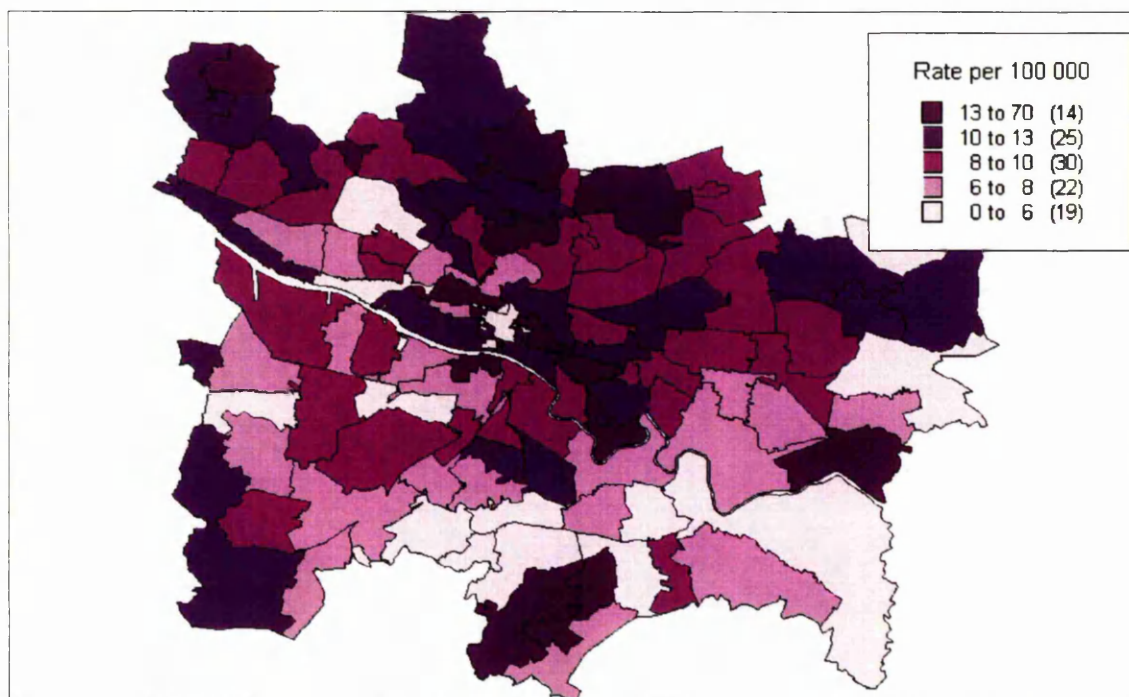 Rate per 100 000
13 to 70 (14)
10 to 13 (25)
8 to 10 (30)
6 to 8 (22)
0 to 6 (19)